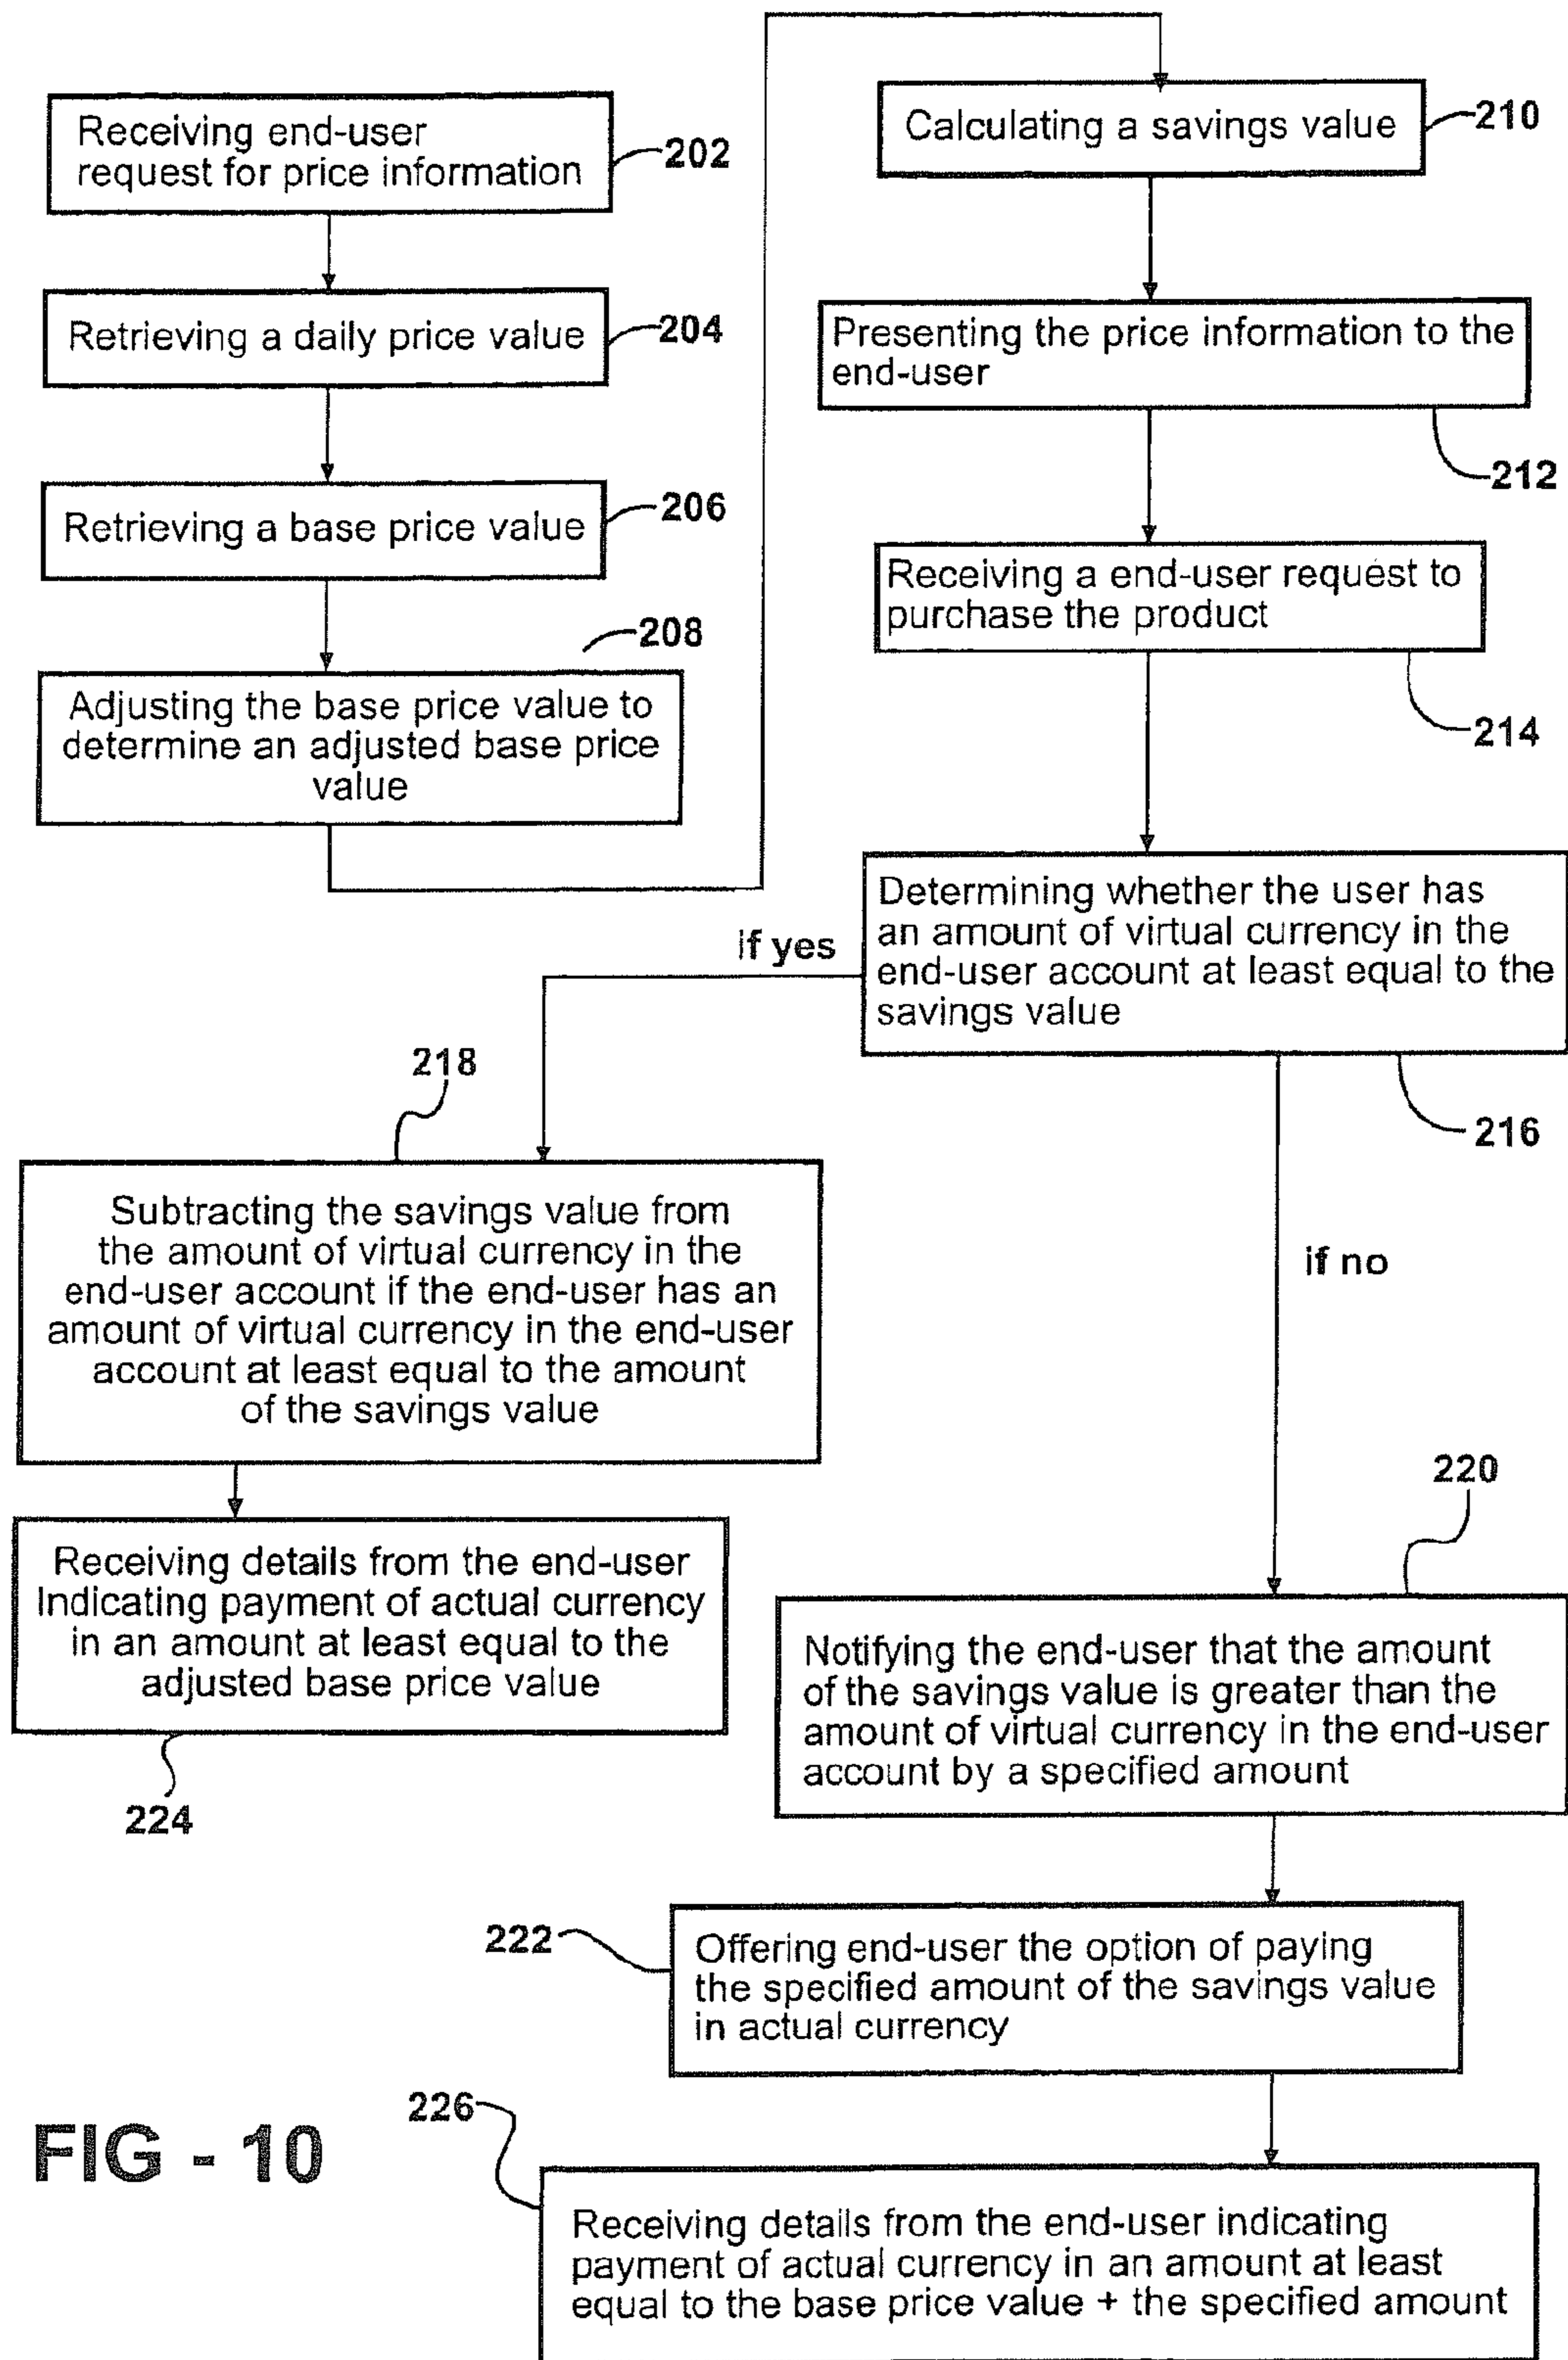 Receiving end-user
request for price information
202
Retrieving a daily price value
204
Retrieving a base price value
206
208
Adjusting the base price value to
determine an adjusted base price
value
Calculating a savings value
210
Presenting the price information to the
end-user
212
Receiving a end-user request to
purchase the product
214
Determining whether the user has
an amount of virtual currency in the
end-user account at least equal to the
savings value
216
if yes
218
Subtracting the savings value from
the amount of virtual currency in the
end-user account if the end-user has an
amount of virtual currency in the end-user
account at least equal to the amount
of the savings value
Receiving details from the end-user
Indicating payment of actual currency
in an amount at least equal to the
adjusted base price value
224
if no
220
Notifying the end-user that the amount
of the savings value is greater than the
amount of virtual currency in the end-user
account by a specified amount
222
Offering end-user the option of paying
the specified amount of the savings value
in actual currency
226
Receiving details from the end-user indicating
payment of actual currency in an amount at least
equal to the base price value + the specified amount
FIG - 10